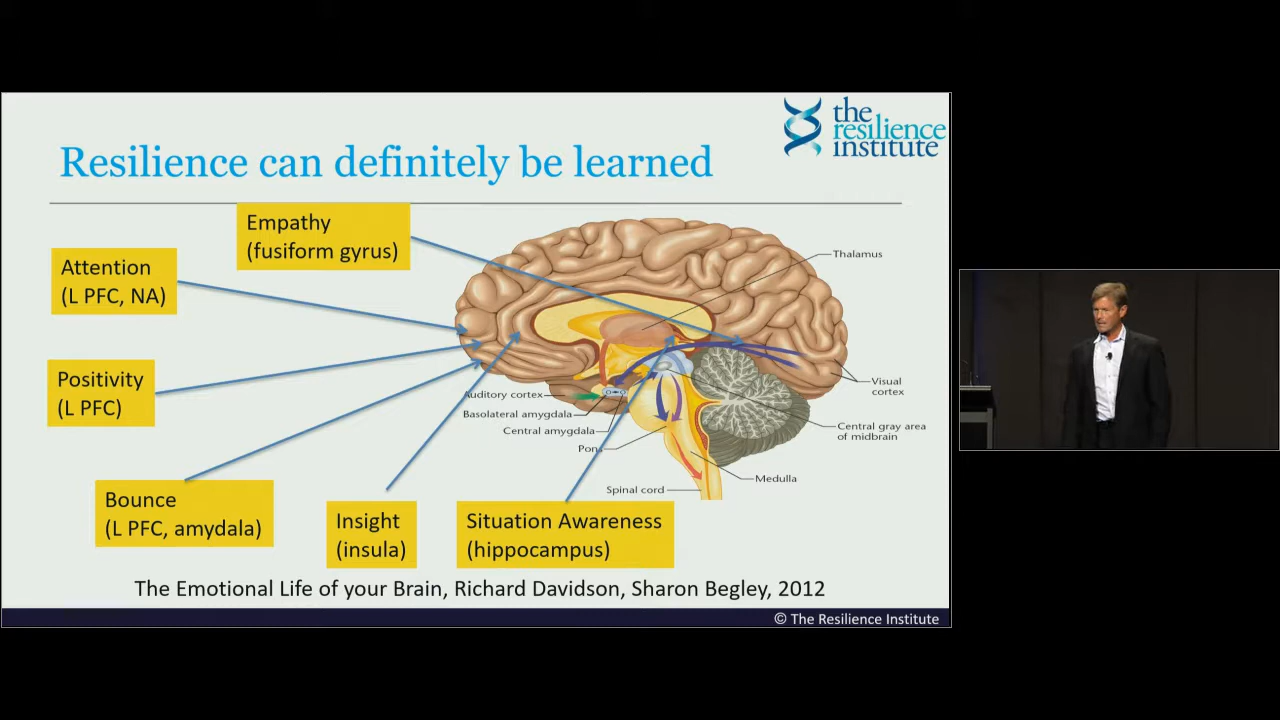 the
resilience
institute
Resilience can definitely be learned
Empathy
(fusiform gyrus)
Attention
(L PFC, NA)
Thalamus
Positivity
(L PFC)
Visual
cortex
Auditory cortex
Basolateral amygdala
Central amygdala
Central gray area
of midbrain
Pons
Medulla
Spinal cord
Bounce
(L PFC, amydala)
Insight
(insula)
Situation Awareness
(hippocampus)
The Emotional Life of your Brain, Richard Davidson, Sharon Begley, 2012
© The Resilience Institute